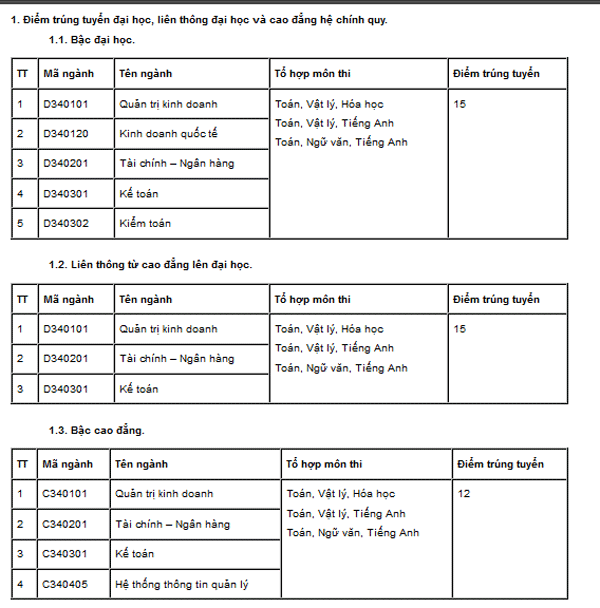 1. Điểm trúng tuyển đại học, liên thông đại học và cao đẳng hệ chính quy.
1.1. Bậc đại học.
TT Mã ngành Tên ngành Tổ hợp môn thi Điểm trúng tuyển
1 D340101 Quản trị kinh doanh Toán, Vật lý, Hóa học 15
Toán, Vật lý, Tiếng Anh
2 D340120 Kinh doanh quốc tế
Toán, Ngữ văn, Tiếng Anh
3 D340201 Tài chính – Ngân hàng
4 D340301 Kế toán
5 D340302 Kiểm toán
1.2. Liên thông từ cao đẳng lên đại học.
TT Mã ngành Tên ngành Tổ hợp môn thi Điểm trúng tuyển
1 D340101 Quản trị kinh doanh Toán, Vật lý, Hóa học 15
Toán, Vật lý, Tiếng Anh
2 D340201 Tài chính – Ngân hàng
Toán, Ngữ văn, Tiếng Anh
3 D340301 Kế toán
1.3. Bậc cao đẳng.
TT Mã ngành Tên ngành Tổ hợp môn thi Điểm trúng tuyển
1 C340101 Quản trị kinh doanh Toán, Vật lý, Hóa học 12
Toán, Vật lý, Tiếng Anh
2 C340201 Tài chính – Ngân hàng
Toán, Ngữ văn, Tiếng Anh
3 C340301 Kế toán
4 C340405 Hệ thống thông tin quản lý